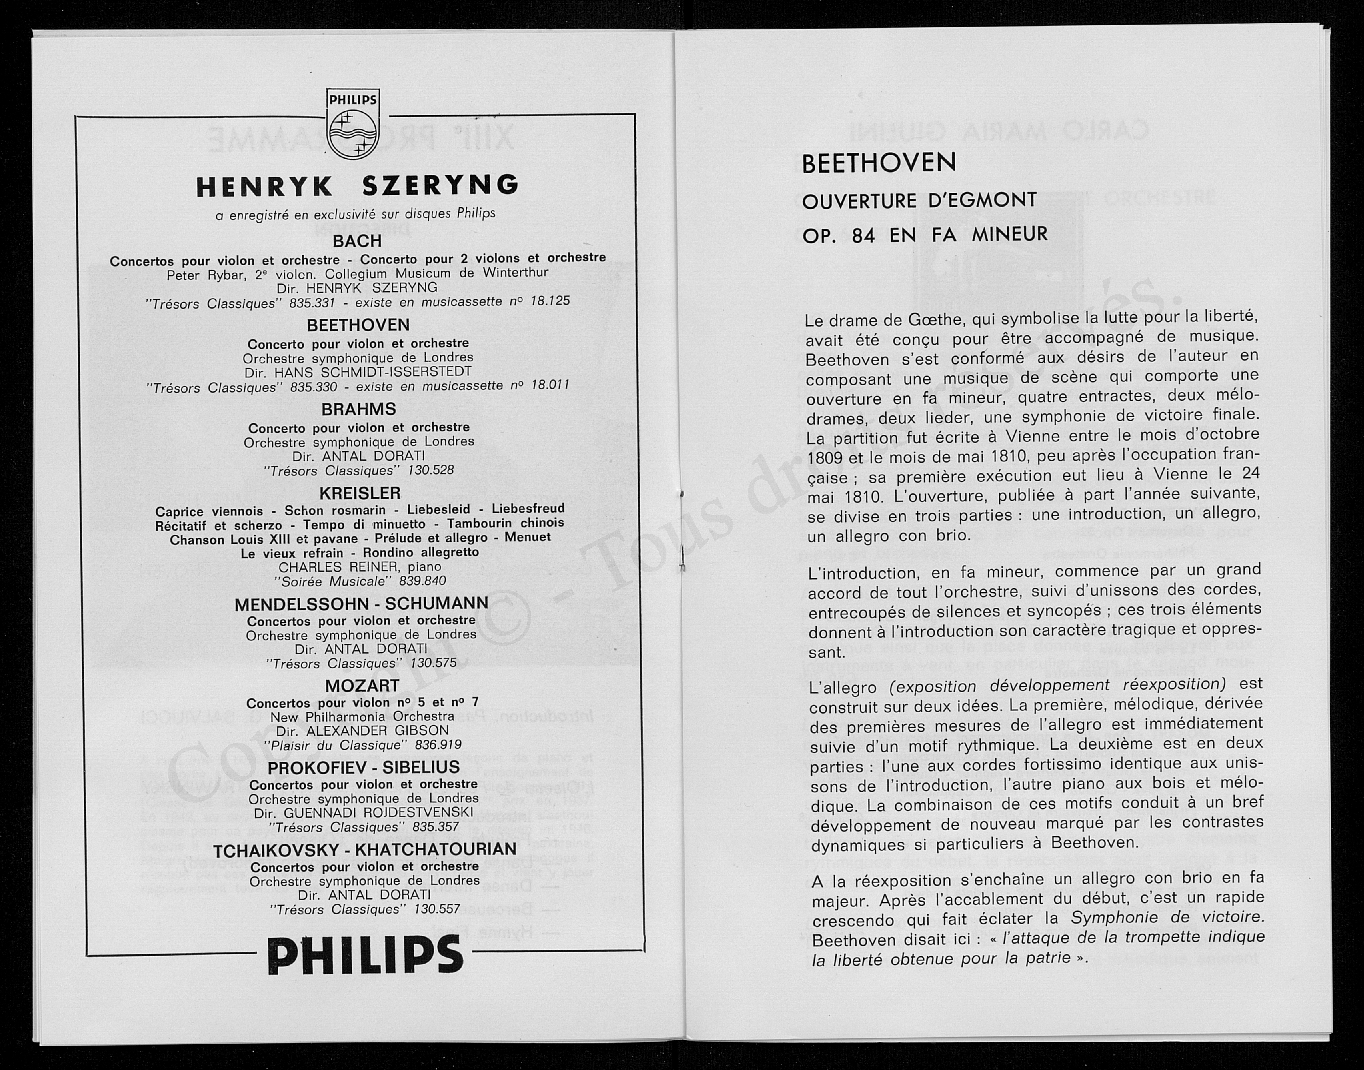 PHILIPS
HENRYK SZERYNG
a enregistré en exclusivité sur disques Philips
BACH
Concertos pour violon et orchestre - Concerto pour 2 violons et orchestre
Peter Rybar, 2e violon. Collegium Musicum de Winterthur
Dir. HENRYK SZERYNG
"Trésors Classiques" 835.331 - existe en musicassette no 18.125
BEETHOVEN
Concerto pour violon et orchestre
Orchestre symphonique de Londres
Dir. HANS SCHMIDT-ISSERSTEDT
"Trésors Classiques" 835.330 - existe en musicassette no 18.011
BRAHMS
Concerto pour violon et orchestre
Orchestre symphonique de Londres
Dir. ANTAL DORATI
"Trésors Classiques" 130.528
KREISLER
Caprice viennois - Schon rosmarin - Liebesleid - Liebesfreud
Récitatif et scherzo - Tempo di minuetto - Tambourin chinois
Chanson Louis XIII et pavane - Prélude et allegro - Menuet
Le vieux refrain - Rondino allegretto
CHARLES REINER, piano
"Soirée Musicale" 839.840
MENDELSSOHN - SCHUMANN
Concertos pour violon et orchestre
Orchestre symphonique de Londres
Dir. ANTAL DORATI
"Trésors Classiques" 130.575
MOZART
Concertos pour violon no 5 et no 7
New Philharmonia Orchestra
Dir. ALEXANDER GIBSON
"Plaisir du Classique" 836.919
PROKOFIEV - SIBELIUS
Concertos pour violon et orchestre
Orchestre symphonique de Londres
Dir. GUENNADI ROJDESTVENSKI
"Trésors Classiques" 835.357
TCHAIKOVSKY - KHATCHATOURIAN
Concertos pour violon et orchestre
Orchestre symphonique de Londres
Dir. ANTAL DORATI
"Trésors Classiques" 130.557
PHILIPS
BEETHOVEN
OUVERTURE D'EGMONT
OP. 84 EN FA MINEUR
Le drame de Gœthe, qui symbolise la lutte pour la liberté,
avait été conçu pour être accompagné de musique.
Beethoven s'est conformé aux désirs de l'auteur en
composant une musique de scène qui comporte une
ouverture en fa mineur, quatre entractes, deux mélo-
drames, deux lieder, une symphonie de victoire finale.
La partition fut écrite à Vienne entre le mois d'octobre
1809 et le mois de mai 1810, peu après l'occupation fran-
çaise ; sa première exécution eut lieu à Vienne le 24
mai 1810. L'ouverture, publiée à part l'année suivante,
se divise en trois parties : une introduction, un allegro,
un allegro con brio.
L'introduction, en fa mineur, commence par un grand
accord de tout l'orchestre, suivi d'unissons des cordes,
entrecoupés de silences et syncopés ; ces trois éléments
donnent à l'introduction son caractère tragique et oppres-
sant.
L'allegro (exposition développement réexposition) est
construit sur deux idées. La première, mélodique, dérivée
des premières mesures de l'allegro est immédiatement
suivie d'un motif rythmique. La deuxième est en deux
parties : l'une aux cordes fortissimo identique aux unis-
sons de l'introduction, l'autre piano aux bois et mélo-
dique. La combinaison de ces motifs conduit à un bref
développement de nouveau marqué par les contrastes
dynamiques si particuliers à Beethoven.
A la réexposition s'enchaîne un allegro con brio en fa
majeur. Après l'accablement du début, c'est un rapide
crescendo qui fait éclater la Symphonie de victoire.
Beethoven disait ici : « l'attaque de la trompette indique
la liberté obtenue pour la patrie ».
Copyright © - Tous droits réservés.